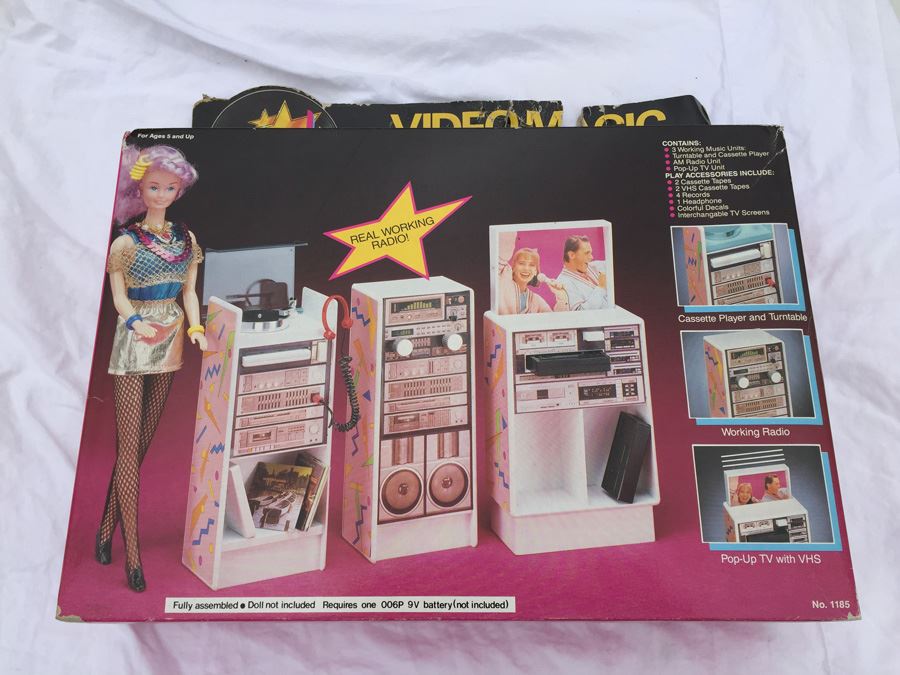 VIDEO MAGIC
For Ages 5 and Up
CONTAINS:
• 3 Working Music Units:
• Turntable and Cassette Player
• AM Radio Unit
• Pop-Up TV Unit
PLAY ACCESSORIES INCLUDE:
• 2 Cassette Tapes
• 2 VHS Cassette Tapes
• 4 Records
• 1 Headphone
• Colorful Decals
• Interchangable TV Screens
REAL WORKING
RADIO!
Cassette Player and Turntable
Working Radio
Pop-Up TV with VHS
Fully assembled • Doll not included Requires one 006P 9V battery(not included)
No. 1185